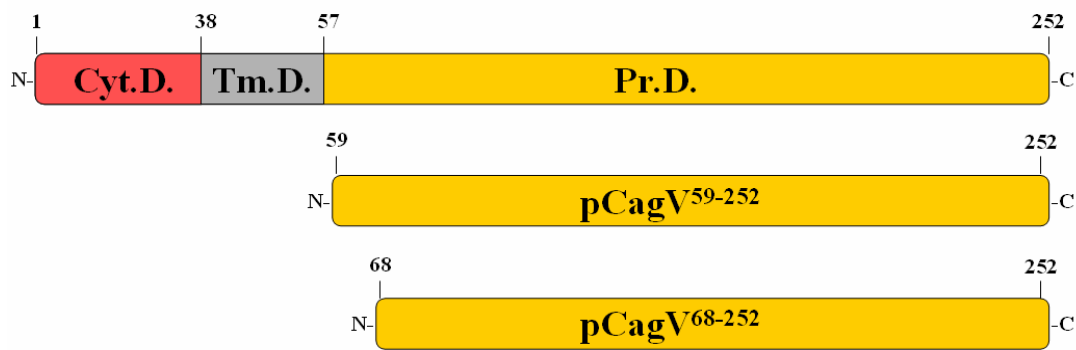 1 38 57 252
N- Cyt.D. Tm.D. Pr.D. -C
59 252
N- pCagV⁵⁹⁻²⁵² -C
68 252
N- pCagV⁶⁸⁻²⁵² -C